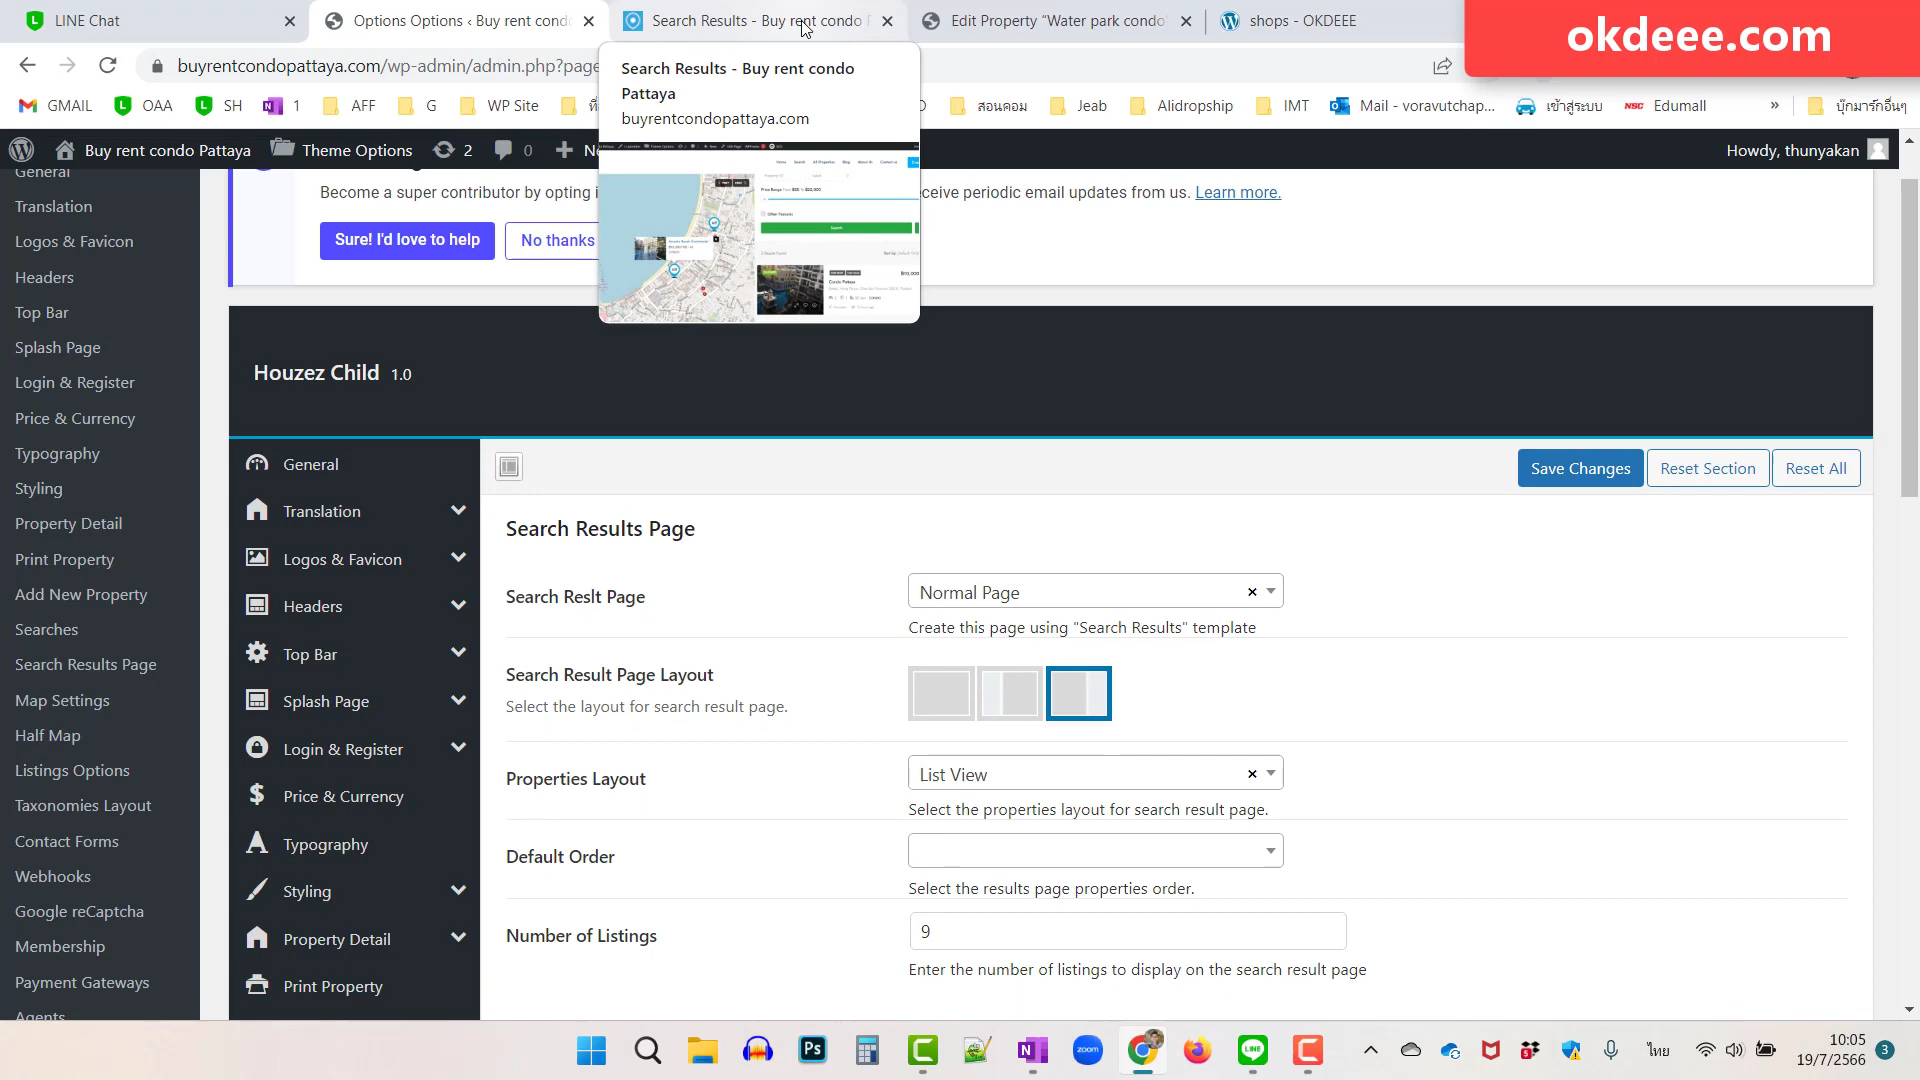 LINE Chat
Options Options ‹ Buy rent cond
Search Results - Buy rent condo P
Edit Property "Water park condo"
shops - OKDEEE
okdeee.com
buyrentcondopattaya.com/wp-admin/admin.php?page
Search Results - Buy rent condo
Pattaya
buyrentcondopattaya.com
GMAIL
OAA
SH
1
AFF
G
WP Site
สอนคอม
Jeab
Alidropship
IMT
Mail - voravutchap...
เข้าสู่ระบบ
NSC
Edumall
»
บุ๊กมาร์กอื่นๆ
Buy rent condo Pattaya
Theme Options
2
0
Howdy, thunyakan
Become a super contributor by opting i
eceive periodic email updates from us. Learn more.
Sure! I'd love to help
No thanks
General
Translation
Logos & Favicon
Headers
Top Bar
Splash Page
Login & Register
Price & Currency
Typography
Styling
Property Detail
Print Property
Add New Property
Searches
Search Results Page
Map Settings
Half Map
Listings Options
Taxonomies Layout
Contact Forms
Webhooks
Google reCaptcha
Membership
Payment Gateways
Agents
Houzez Child 1.0
General
Translation
Logos & Favicon
Headers
Top Bar
Splash Page
Login & Register
Price & Currency
Typography
Styling
Property Detail
Print Property
Save Changes
Reset Section
Reset All
Search Results Page
Search Reslt Page
Normal Page
Create this page using "Search Results" template
Search Result Page Layout
Select the layout for search result page.
Properties Layout
List View
Select the properties layout for search result page.
Default Order
Select the results page properties order.
Number of Listings
9
Enter the number of listings to display on the search result page
Ps
zoom
LINE
ไทย
10:05
19/7/2566
3